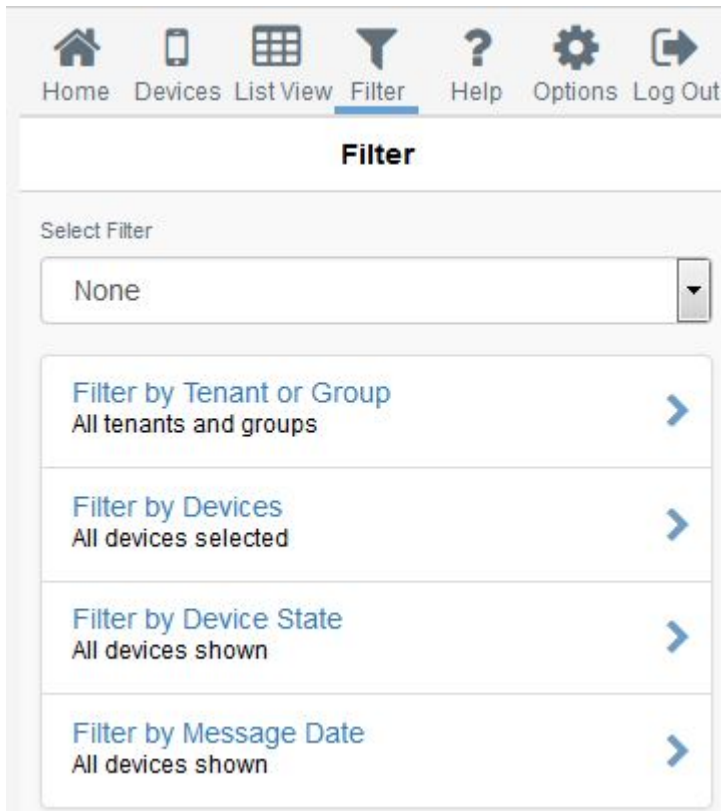 Home Devices List View Filter Help Options Log Out
Filter
Select Filter
None
Filter by Tenant or Group
All tenants and groups
Filter by Devices
All devices selected
Filter by Device State
All devices shown
Filter by Message Date
All devices shown